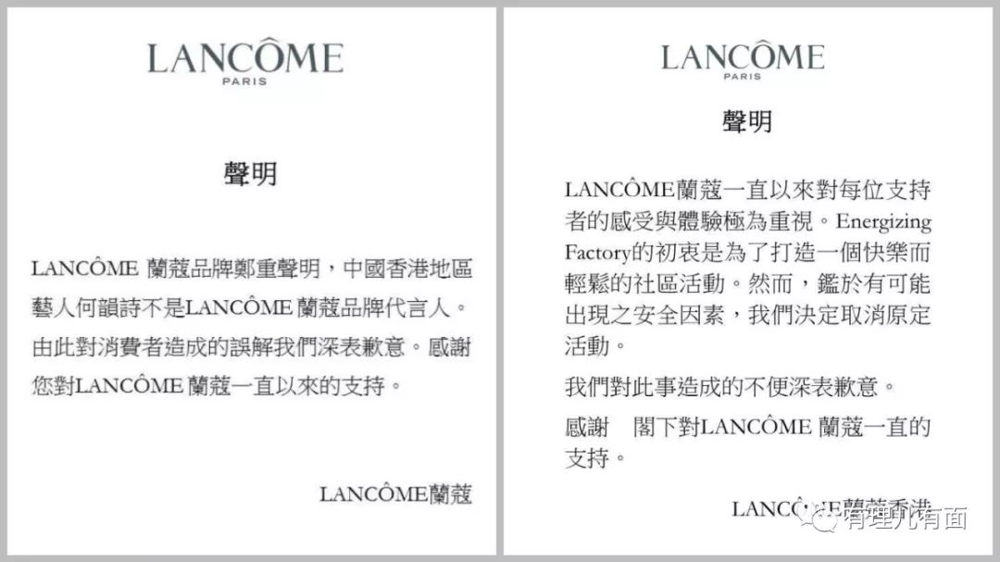 LANCÔME
PARIS
聲明
LANCÔME 蘭蔻品牌鄭重聲明，中國香港地區
藝人何韻詩不是LANCÔME 蘭蔻品牌代言人。
由此對消費者造成的誤解我們深表歉意。感謝
您對LANCÔME 蘭蔻一直以來的支持。
LANCÔME蘭蔻
LANCÔME
PARIS
聲明
LANCÔME蘭蔻一直以來對每位支持
者的感受與體驗極為重視。Energizing
Factory的初衷是為了打造一個快樂而
輕鬆的社區活動。然而，鑑於有可能
出現之安全因素，我們決定取消原定
活動。
我們對此事造成的不便深表歉意。
感謝　閣下對LANCÔME 蘭蔻一直的
支持。
LANCÔME蘭蔻香港
有理儿有面